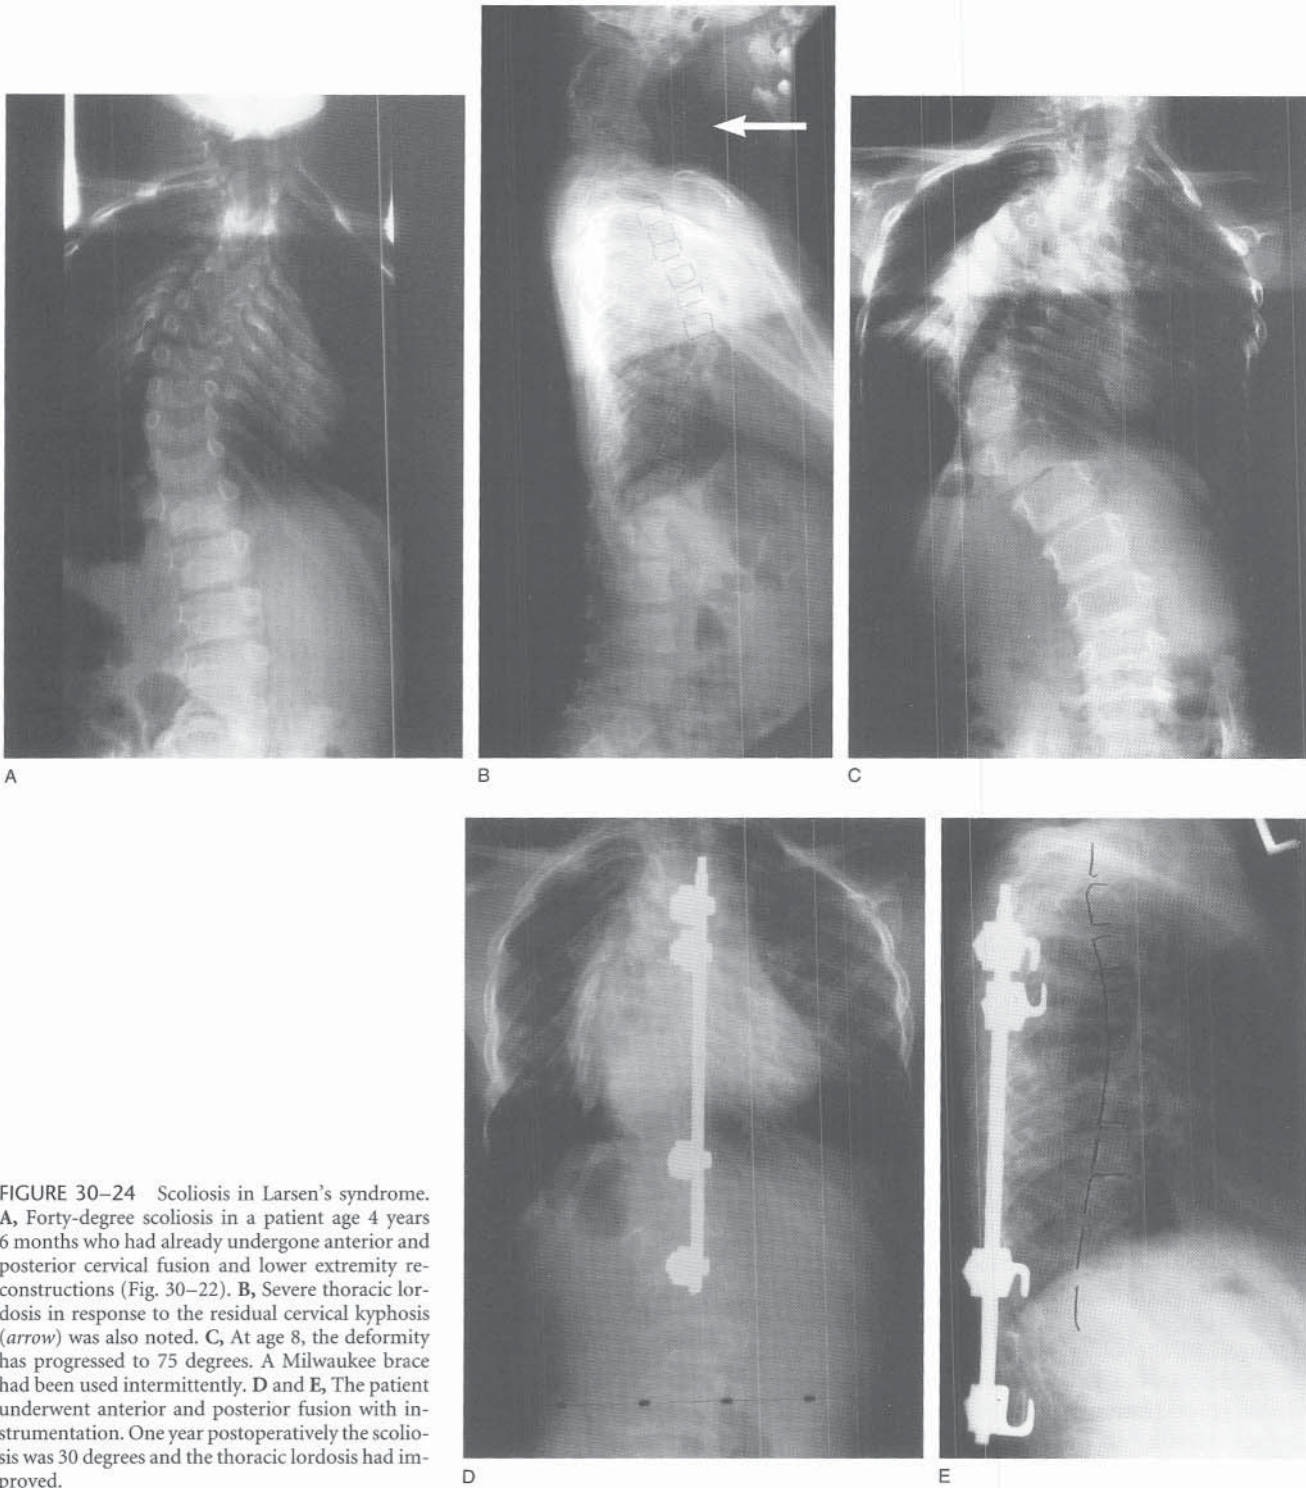 A
B
C
FIGURE 30–24 Scoliosis in Larsen's syndrome.
A, Forty-degree scoliosis in a patient age 4 years
6 months who had already undergone anterior and
posterior cervical fusion and lower extremity re-
constructions (Fig. 30–22). B, Severe thoracic lor-
dosis in response to the residual cervical kyphosis
(arrow) was also noted. C, At age 8, the deformity
has progressed to 75 degrees. A Milwaukee brace
had been used intermittently. D and E, The patient
underwent anterior and posterior fusion with in-
strumentation. One year postoperatively the scolio-
sis was 30 degrees and the thoracic lordosis had im-
proved.
D
E